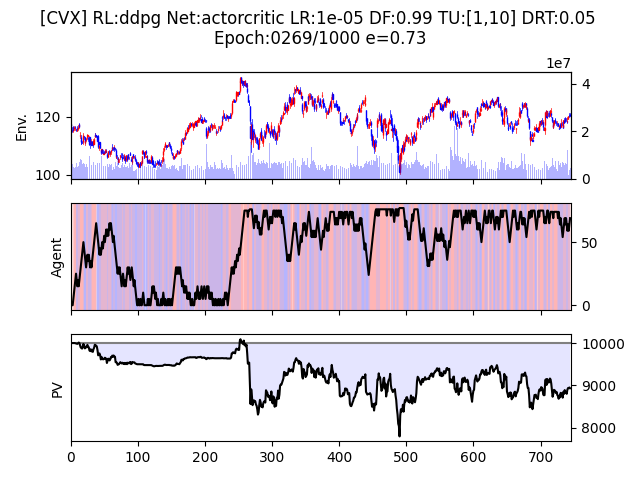 [CVX] RL:ddpg Net:actorcritic LR:1e-05 DF:0.99 TU:[1,10] DRT:0.05
Epoch:0269/1000 e=0.73
1e7
Env.
120
100
4
2
0
Agent
50
0
PV
10000
9000
8000
0 100 200 300 400 500 600 700